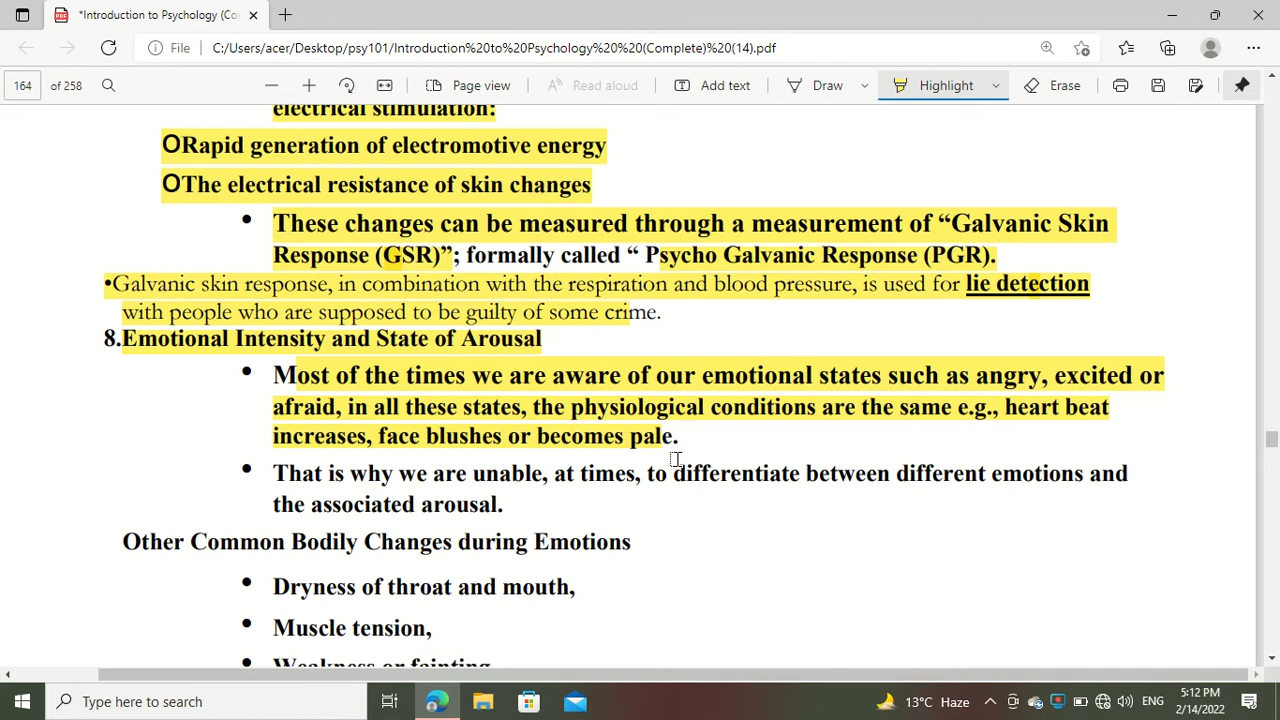 *Introduction to Psychology (Co
File C:/Users/acer/Desktop/psy101/Introduction%20to%20Psychology%20%20(Complete)%20(14).pdf
164 of 258 Page view Read aloud Add text Draw Highlight Erase
electrical stimulation:
ORapid generation of electromotive energy
OThe electrical resistance of skin changes
• These changes can be measured through a measurement of “Galvanic Skin
Response (GSR)”; formally called “ Psycho Galvanic Response (PGR).
•Galvanic skin response, in combination with the respiration and blood pressure, is used for lie detection
with people who are supposed to be guilty of some crime.
8.Emotional Intensity and State of Arousal
• Most of the times we are aware of our emotional states such as angry, excited or
afraid, in all these states, the physiological conditions are the same e.g., heart beat
increases, face blushes or becomes pale.
• That is why we are unable, at times, to differentiate between different emotions and
the associated arousal.
Other Common Bodily Changes during Emotions
• Dryness of throat and mouth,
• Muscle tension,
• Weakness or fainting
Type here to search 13°C Haze ENG 5:12 PM
2/14/2022